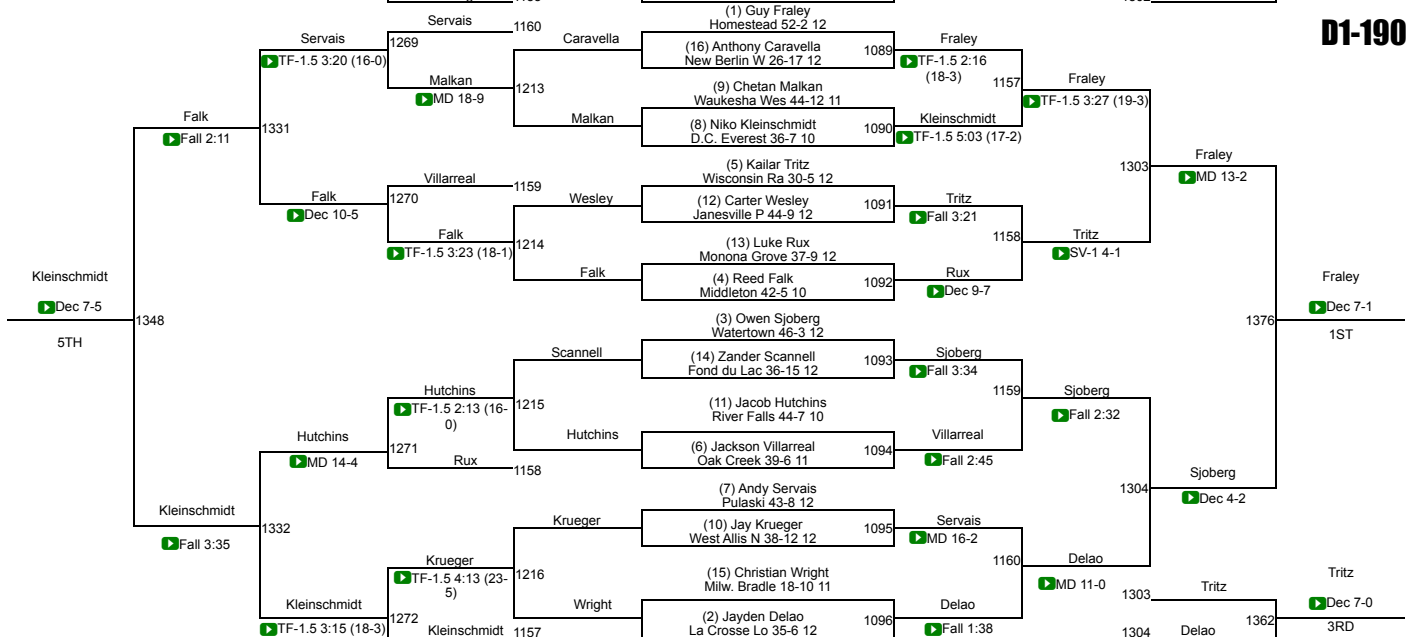 D1-190
Kleinschmidt
Dec 7-5
5TH
1348
Falk
Fall 2:11
1331
Kleinschmidt
Fall 3:35
1332
Servais
TF-1.5 3:20 (16-0)
1269
Falk
Dec 10-5
1270
Hutchins
MD 14-4
1271
Kleinschmidt
TF-1.5 3:15 (18-3)
1272
Servais
1160
Malkan
MD 18-9
1213
Villarreal
1159
Falk
TF-1.5 3:23 (18-1)
1214
Hutchins
TF-1.5 2:13 (16-
0)
1215
Rux
1158
Krueger
TF-1.5 4:13 (23-
5)
1216
Kleinschmidt
1157
Caravella
Malkan
Wesley
Falk
Scannell
Hutchins
Krueger
Wright
(1) Guy Fraley
Homestead 52-2 12
(16) Anthony Caravella
New Berlin W 26-17 12
1089
(9) Chetan Malkan
Waukesha Wes 44-12 11
(8) Niko Kleinschmidt
D.C. Everest 36-7 10
1090
(5) Kailar Tritz
Wisconsin Ra 30-5 12
(12) Carter Wesley
Janesville P 44-9 12
1091
(13) Luke Rux
Monona Grove 37-9 12
(4) Reed Falk
Middleton 42-5 10
1092
(3) Owen Sjoberg
Watertown 46-3 12
(14) Zander Scannell
Fond du Lac 36-15 12
1093
(11) Jacob Hutchins
River Falls 44-7 10
(6) Jackson Villarreal
Oak Creek 39-6 11
1094
(7) Andy Servais
Pulaski 43-8 12
(10) Jay Krueger
West Allis N 38-12 12
1095
(15) Christian Wright
Milw. Bradle 18-10 11
(2) Jayden Delao
La Crosse Lo 35-6 12
1096
Fraley
TF-1.5 2:16
(18-3)
1157
Kleinschmidt
TF-1.5 5:03 (17-2)
Tritz
Fall 3:21
1158
Rux
Dec 9-7
Sjoberg
Fall 3:34
1159
Villarreal
Fall 2:45
Servais
MD 16-2
1160
Delao
Fall 1:38
Fraley
TF-1.5 3:27 (19-3)
1303
Tritz
SV-1 4-1
Sjoberg
Fall 2:32
1304
Delao
MD 11-0
Fraley
MD 13-2
1376
Sjoberg
Dec 4-2
Fraley
Dec 7-1
1ST
1303
Tritz
1362
1304
Delao
Tritz
Dec 7-0
3RD